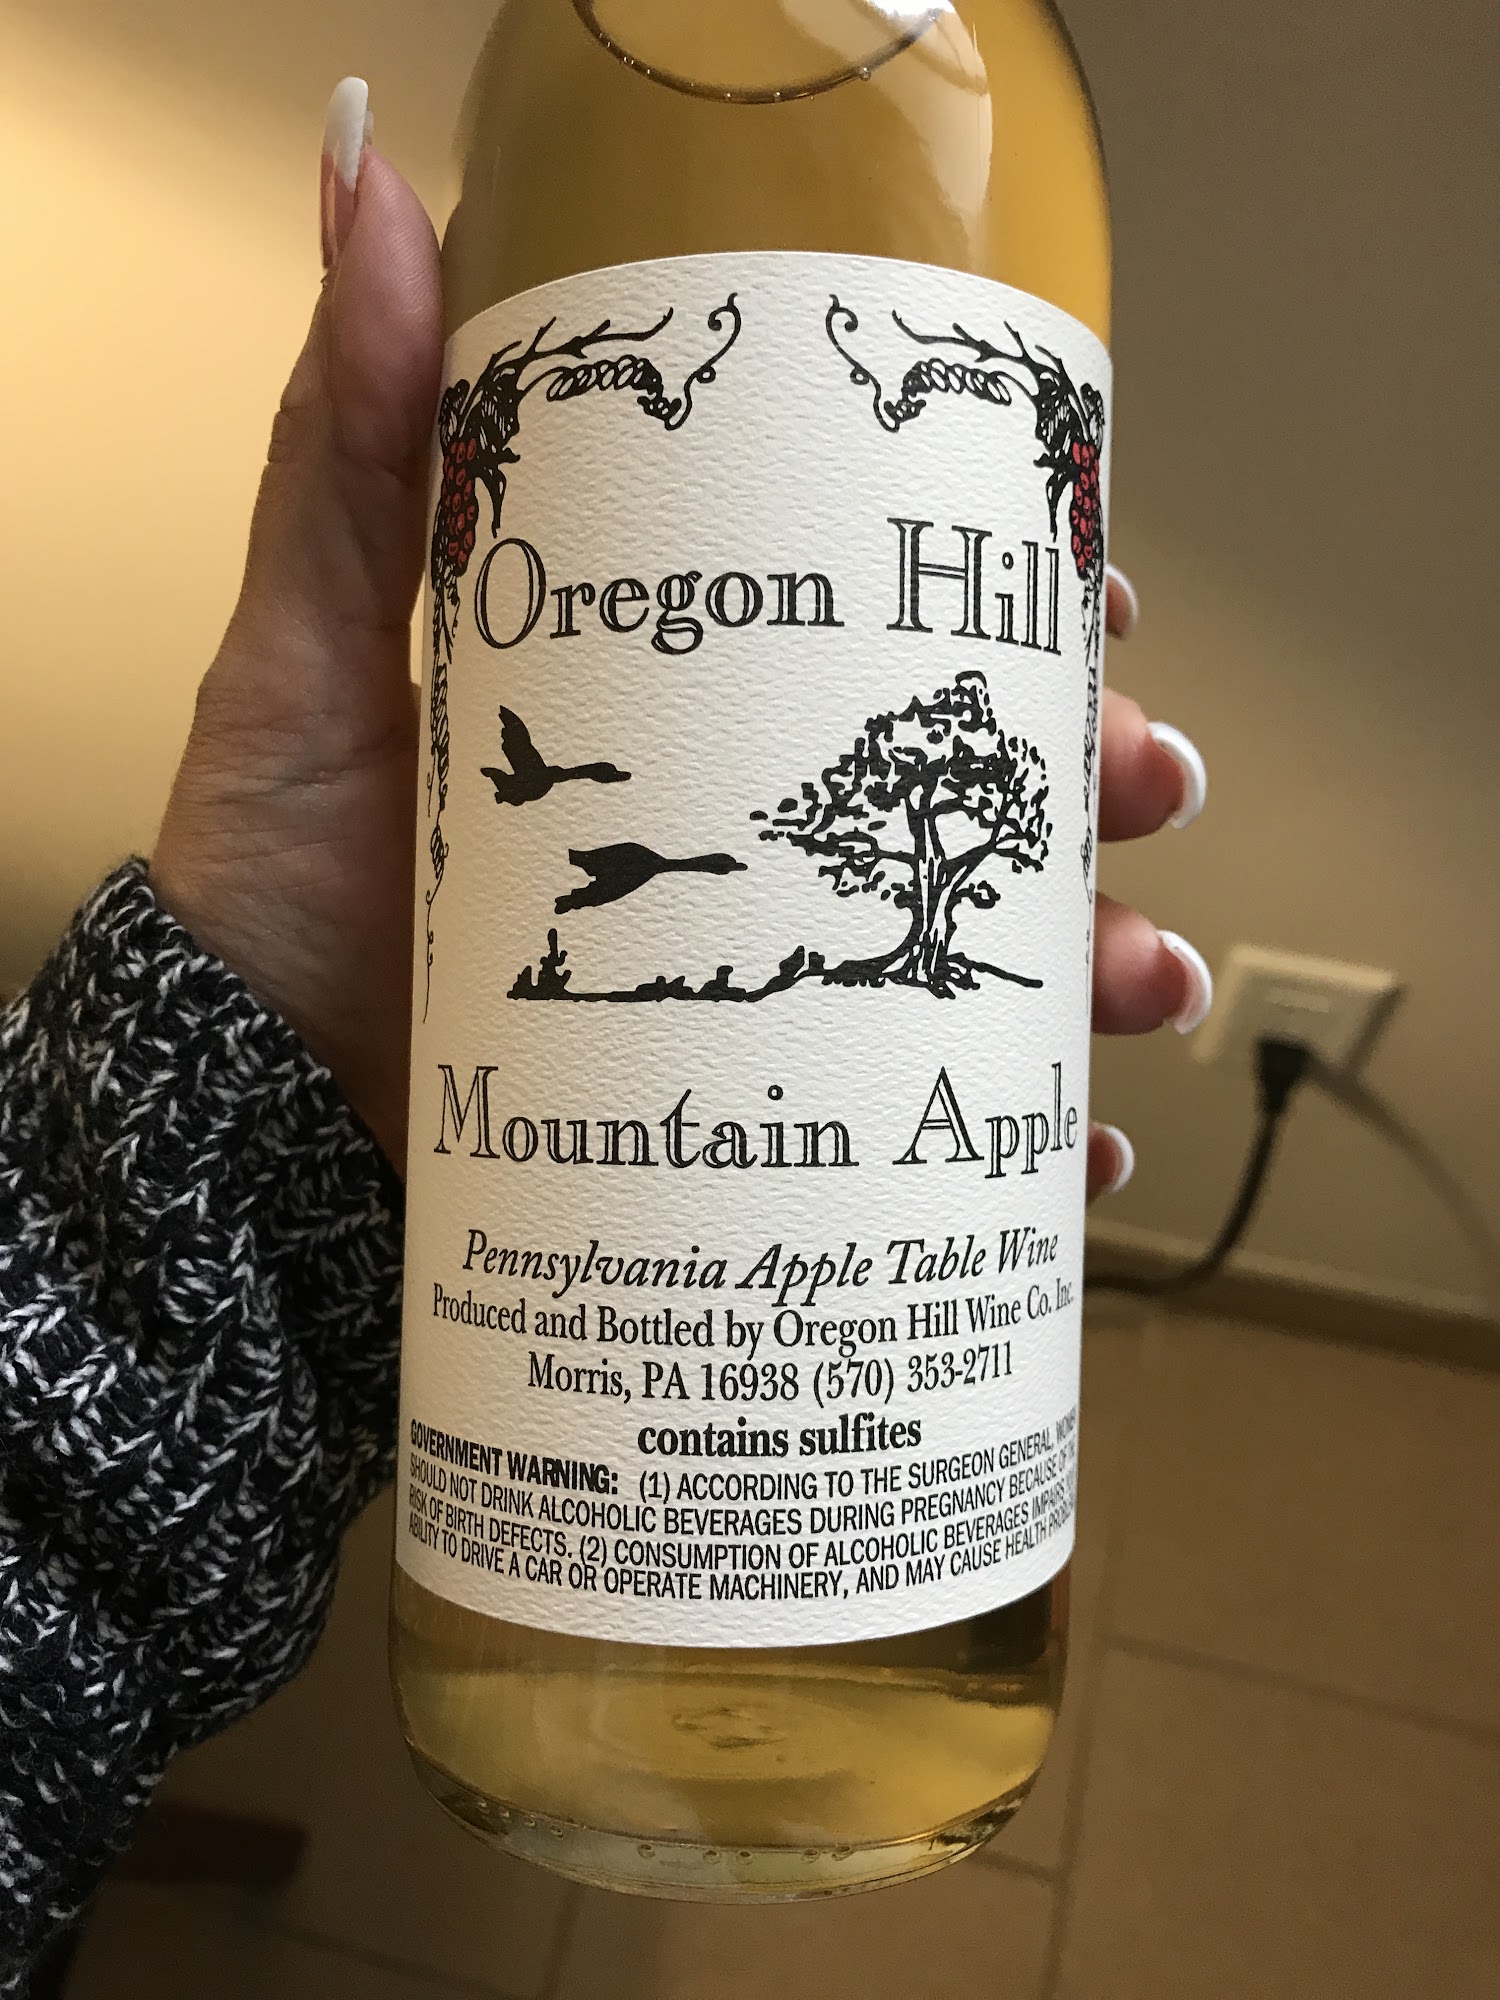 Oregon Hill
Mountain Apple
Pennsylvania Apple Table Wine
Produced and Bottled by Oregon Hill Wine Co. Inc.
Morris, PA 16938 (570) 353-2711
contains sulfites
GOVERNMENT WARNING: (1) ACCORDING TO THE SURGEON GENERAL, WOMEN
SHOULD NOT DRINK ALCOHOLIC BEVERAGES DURING PREGNANCY BECAUSE OF THE
RISK OF BIRTH DEFECTS. (2) CONSUMPTION OF ALCOHOLIC BEVERAGES IMPAIRS YOUR
ABILITY TO DRIVE A CAR OR OPERATE MACHINERY, AND MAY CAUSE HEALTH